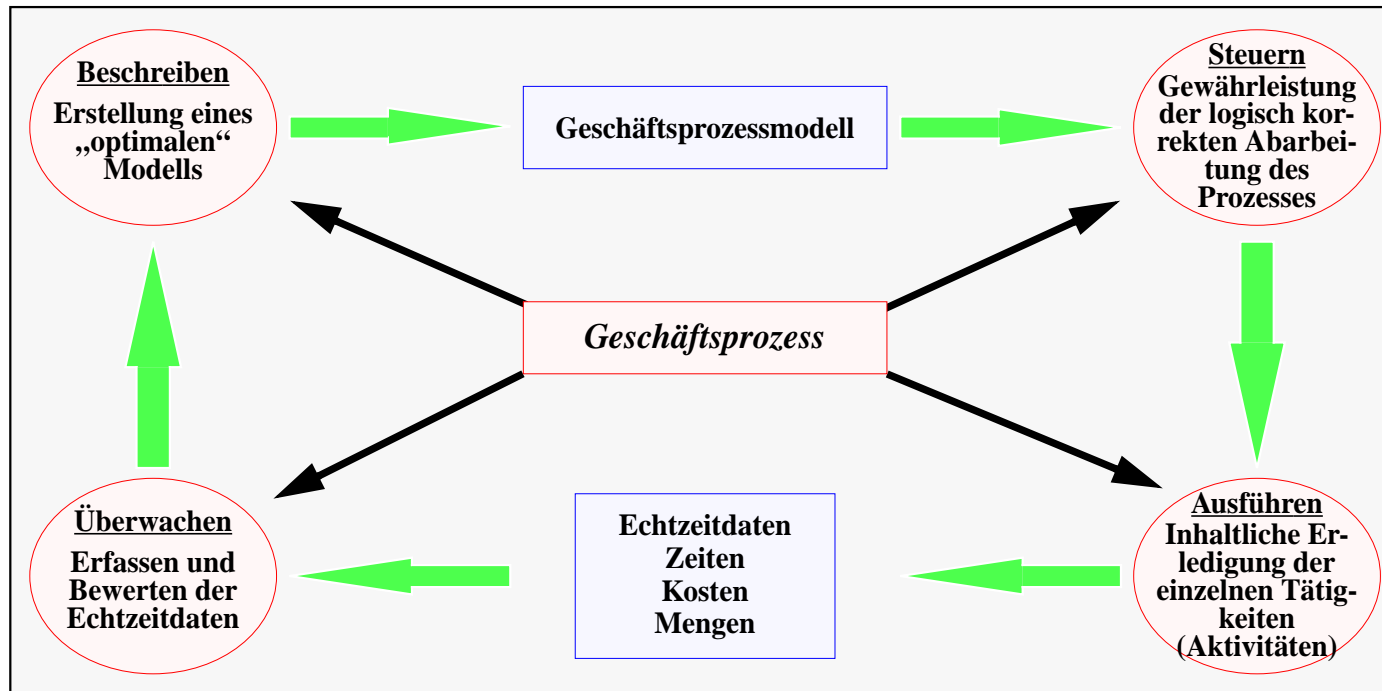 Beschreiben
Erstellung eines
„optimalen“
Modells
Geschäftsprozessmodell
Steuern
Gewährleistung
der logisch kor-
rekten Abarbei-
tung des
Prozesses
Geschäftsprozess
Überwachen
Erfassen und
Bewerten der
Echtzeitdaten
Echtzeitdaten
Zeiten
Kosten
Mengen
Ausführen
Inhaltliche Er-
ledigung der
einzelnen Tätig-
keiten
(Aktivitäten)